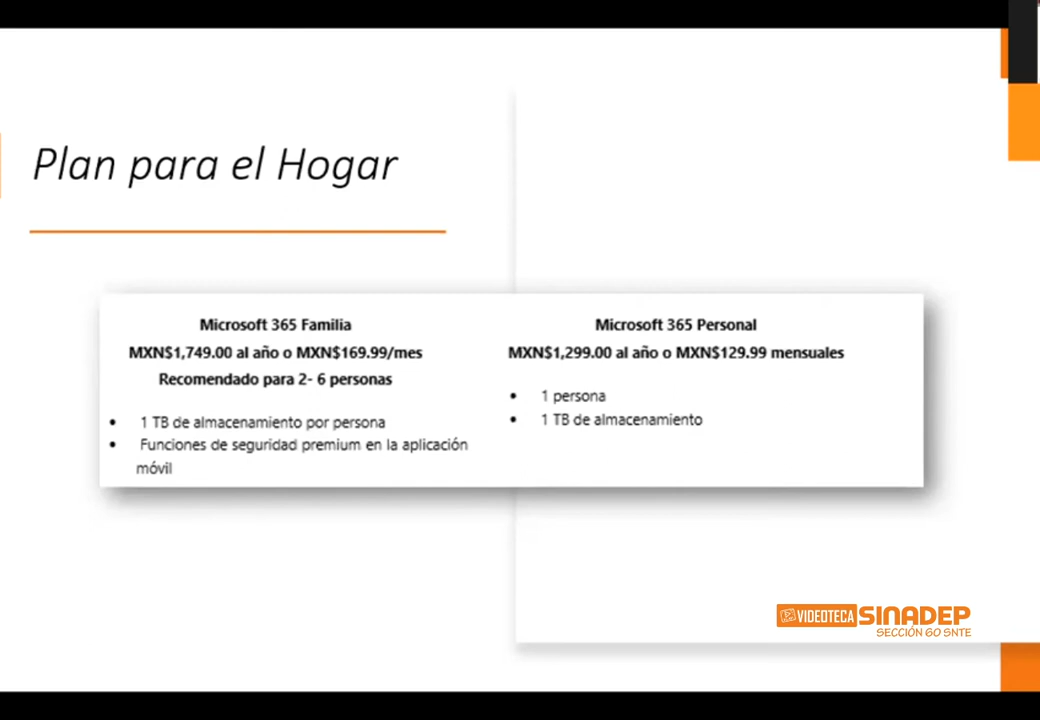 Plan para el Hogar
Microsoft 365 Familia
MXN$1,749.00 al año o MXN$169.99/mes
Recomendado para 2- 6 personas
• 1 TB de almacenamiento por persona
• Funciones de seguridad premium en la aplicación
móvil
Microsoft 365 Personal
MXN$1,299.00 al año o MXN$129.99 mensuales
• 1 persona
• 1 TB de almacenamiento
VIDEOTECA SINADEP
SECCIÓN 60 SNTE